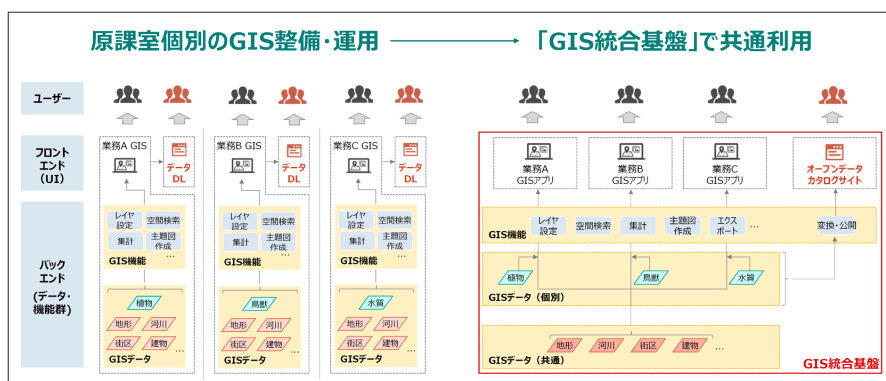 原課室個別のGIS整備・運用
「GIS統合基盤」で共通利用
ユーザー
フロント
エンド
（UI）
バック
エンド
(データ・
機能群)
業務A GIS
データ
DL
レイヤ
設定
空間検索
集計
主題図
作成
…
GIS機能
植物
地形
河川
街区
建物
…
GISデータ
業務B GIS
データ
DL
レイヤ
設定
空間検索
集計
主題図
作成
…
GIS機能
鳥獣
地形
河川
街区
建物
…
GISデータ
業務C GIS
データ
DL
レイヤ
設定
空間検索
集計
主題図
作成
…
GIS機能
水質
地形
河川
街区
建物
…
GISデータ
業務A
GISアプリ
業務B
GISアプリ
業務C
GISアプリ
オープンデータ
カタログサイト
GIS機能
レイヤ
設定
空間検索
集計
主題図
作成
エクス
ポート
…
変換・公開
植物
鳥獣
水質
GISデータ（個別）
地形
河川
街区
建物
…
GISデータ（共通）
GIS統合基盤